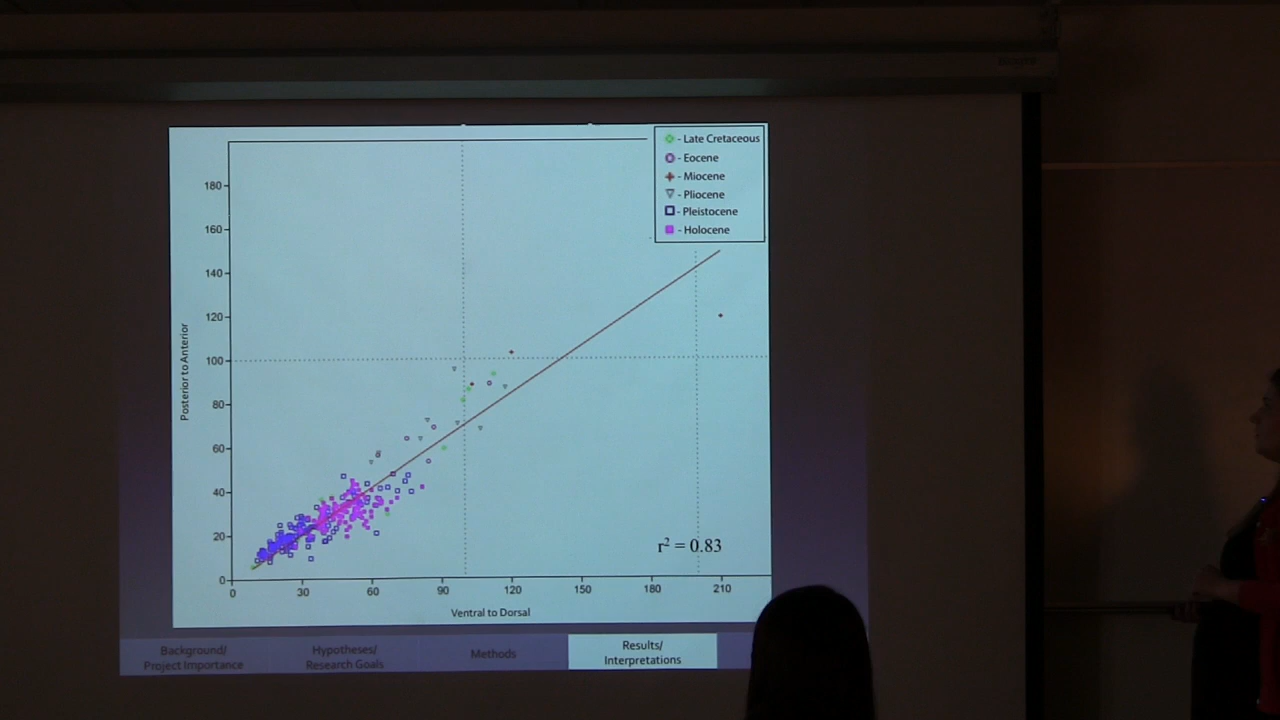 - Late Cretaceous
- Eocene
- Miocene
- Pliocene
- Pleistocene
- Holocene
180
160
140
120
100
80
60
40
20
0
Posterior to Anterior
r² = 0.83
0 30 60 90 120 150 180 210
Ventral to Dorsal
Background/
Project Importance
Hypotheses/
Research Goals
Methods
Results/
Interpretations